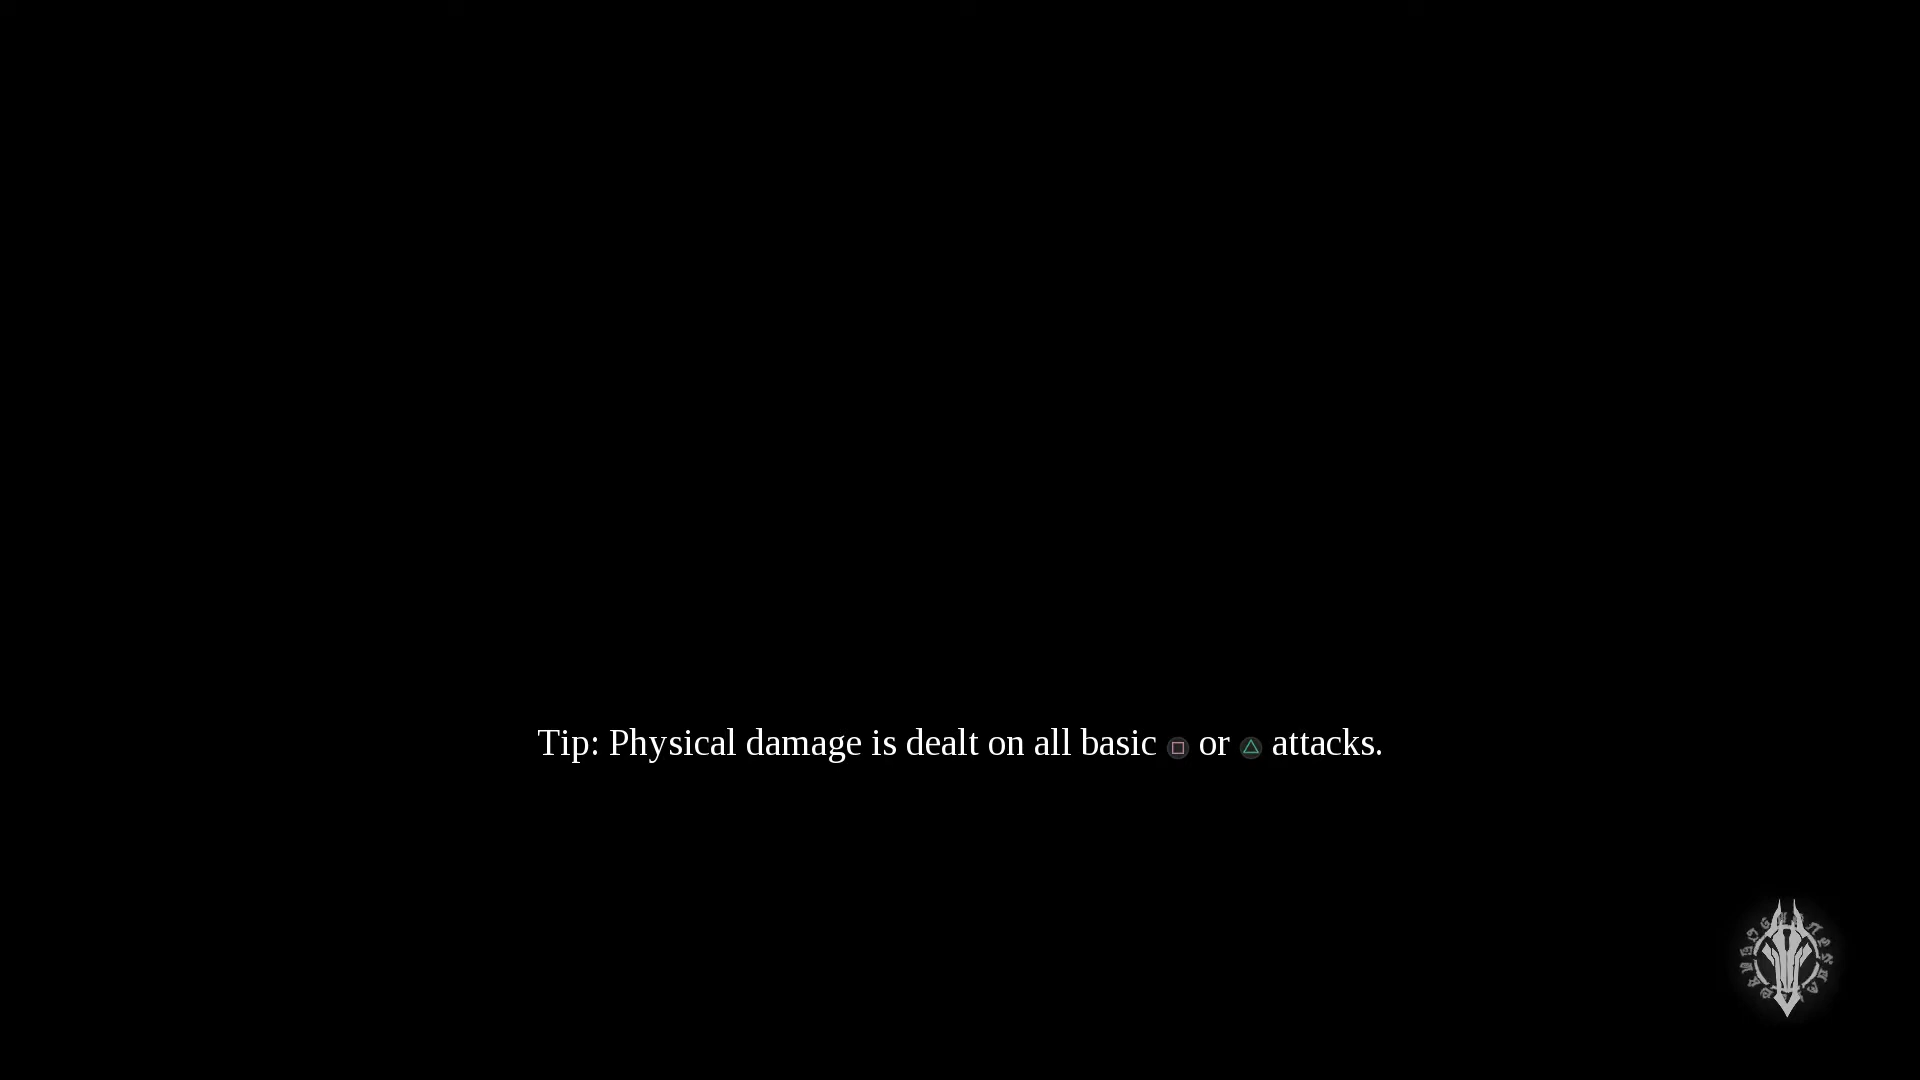 Tip: Physical damage is dealt on all basic □ or △ attacks.